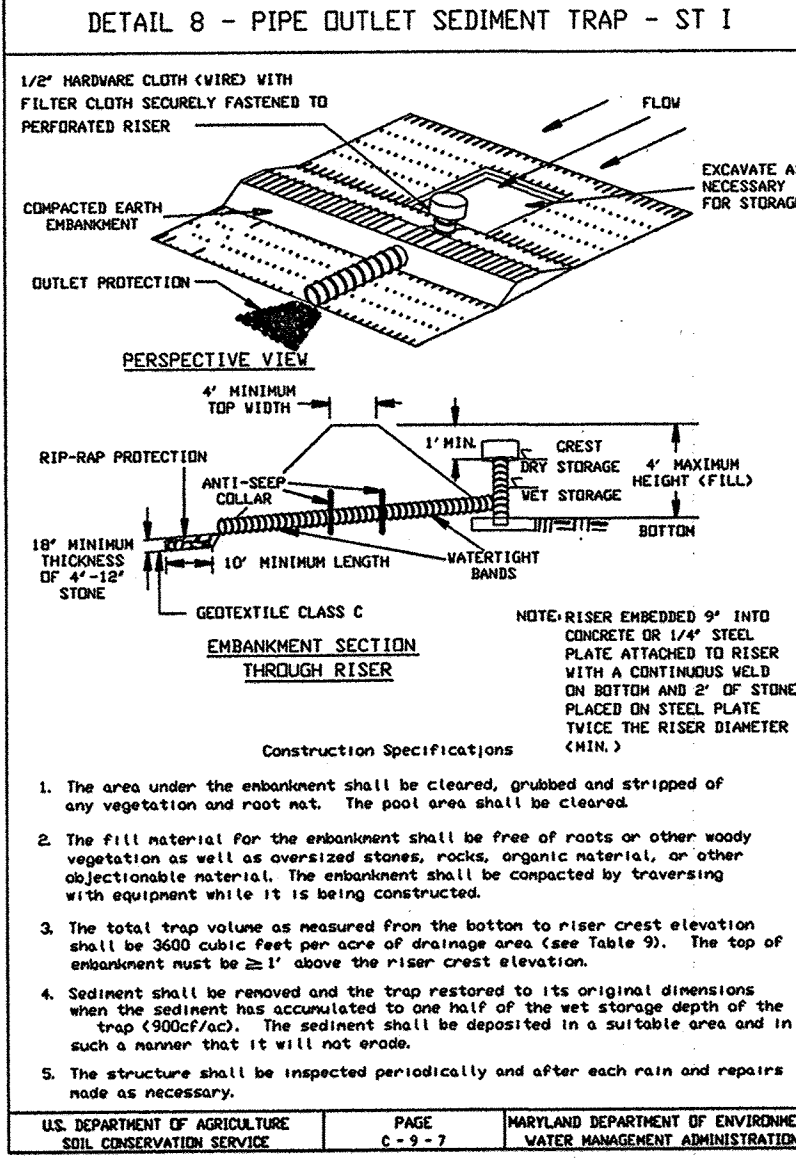 DETAIL 8 - PIPE OUTLET SEDIMENT TRAP - ST I
1/2" HARDWARE CLOTH (WIRE) WITH
FILTER CLOTH SECURELY FASTENED TO
PERFORATED RISER
FLOW
EXCAVATE AS
NECESSARY
FOR STORAGE
COMPACTED EARTH
EMBANKMENT
OUTLET PROTECTION
PERSPECTIVE VIEW
4' MINIMUM
TOP WIDTH
1' MIN.
CREST
DRY STORAGE
WET STORAGE
4' MAXIMUM
HEIGHT (FILL)
BOTTOM
RIP-RAP PROTECTION
ANTI-SEEP
COLLAR
18" MINIMUM
THICKNESS
OF 4"-12"
STONE
10' MINIMUM LENGTH
WATERTIGHT
BANDS
GEOTEXTILE CLASS C
EMBANKMENT SECTION
THROUGH RISER
NOTE: RISER EMBEDDED 9" INTO
CONCRETE OR 1/4" STEEL
PLATE ATTACHED TO RISER
WITH A CONTINUOUS WELD
ON BOTTOM AND 2' OF STONE
PLACED ON STEEL PLATE
TWICE THE RISER DIAMETER
(MIN.)
Construction Specifications
1. The area under the embankment shall be cleared, grubbed and stripped of
any vegetation and root mat. The pool area shall be cleared.
2. The fill material for the embankment shall be free of roots or other woody
vegetation as well as oversized stones, rocks, organic material, or other
objectionable material. The embankment shall be compacted by traversing
with equipment while it is being constructed.
3. The total trap volume as measured from the bottom to riser crest elevation
shall be 3600 cubic feet per acre of drainage area (see Table 9). The top of
embankment must be ≥ 1' above the riser crest elevation.
4. Sediment shall be removed and the trap restored to its original dimensions
when the sediment has accumulated to one half of the wet storage depth of the
trap (900cf/ac). The sediment shall be deposited in a suitable area and in
such a manner that it will not erode.
5. The structure shall be inspected periodically and after each rain and repairs
made as necessary.
U.S. DEPARTMENT OF AGRICULTURE
SOIL CONSERVATION SERVICE
PAGE
C - 9 - 7
MARYLAND DEPARTMENT OF ENVIRONME
WATER MANAGEMENT ADMINISTRATION